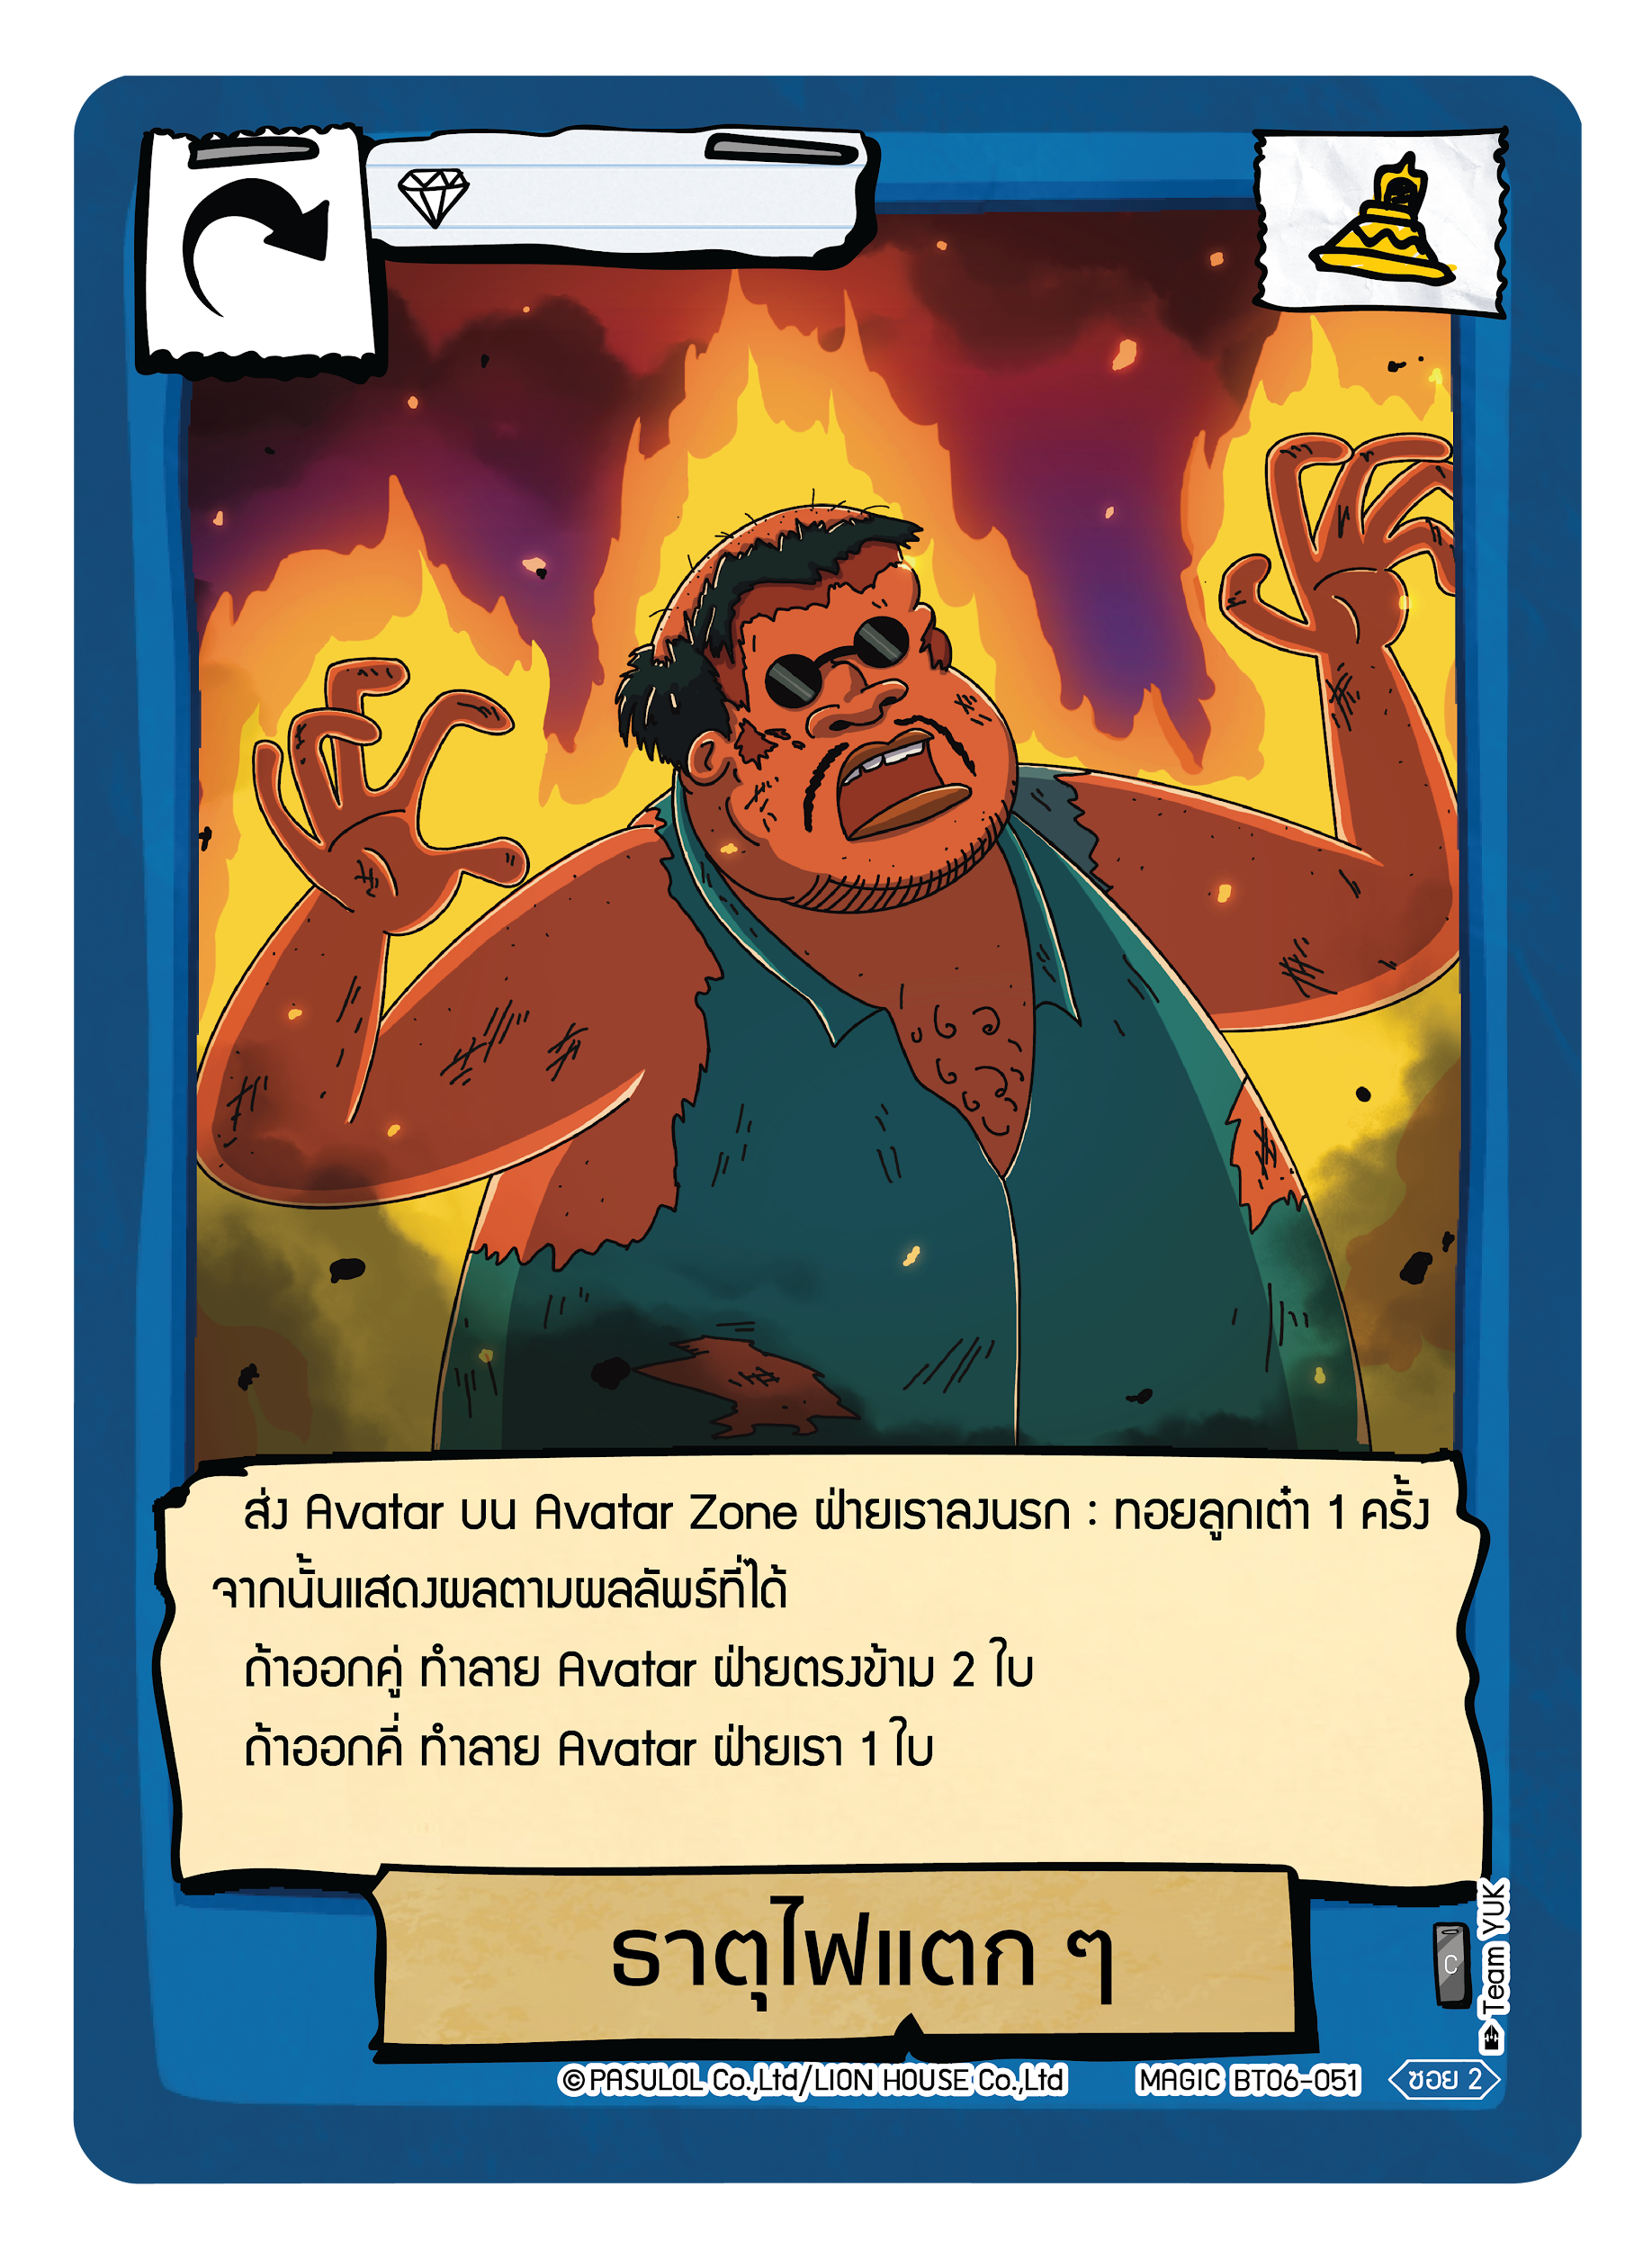 ส่ง Avatar บน Avatar Zone ฝ่ายเราลงนรก : ทอยลูกเต๋า 1 ครั้ง
จากนั้นแสดงผลตามผลลัพธ์ที่ได้
ถ้าออกคู่ ทำลาย Avatar ฝ่ายตรงข้าม 2 ใบ
ถ้าออกคี่ ทำลาย Avatar ฝ่ายเรา 1 ใบ
ธาตุไฟแตก ๆ
C
Team YUK
©PASULOL Co.,Ltd/LION HOUSE Co.,Ltd MAGIC BT06-051 ซอย 2